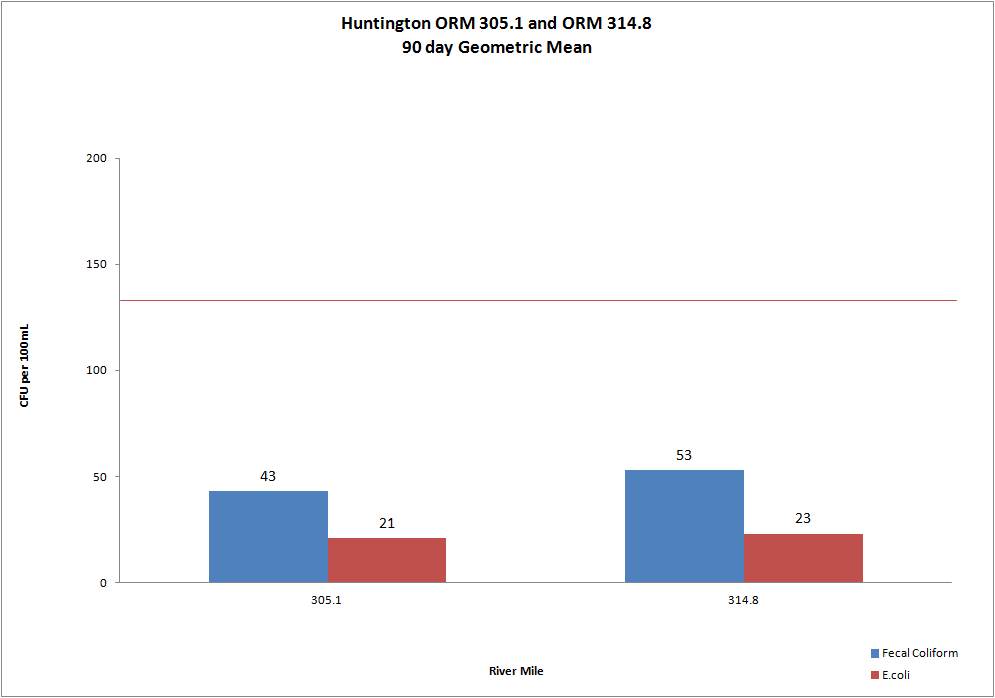 Huntington ORM 305.1 and ORM 314.8
90 day Geometric Mean
200
150
100
50
0
CFU per 100mL
43
21
53
23
305.1
314.8
River Mile
Fecal Coliform
E.coli